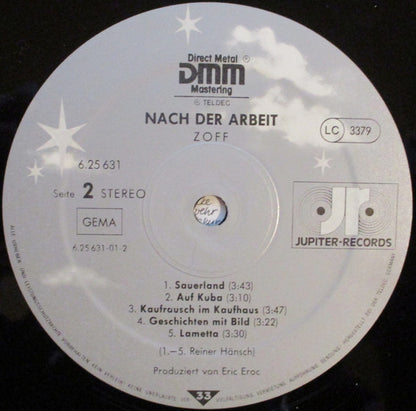 Direct Metal ®
DMM
Mastering
© TELDEC
NACH DER ARBEIT
ZOFF
LC 3379
6.25 631
Seite 2 STEREO
GEMA
6.25 631-01-2
jr
JUPITER-RECORDS
1. Sauerland (3:43)
2. Auf Kuba (3:10)
3. Kaufrausch im Kaufhaus (3:47)
4. Geschichten mit Bild (3:22)
5. Lametta (3:30)
(1.—5. Reiner Hänsch)
Produziert von Eric Eroc
33